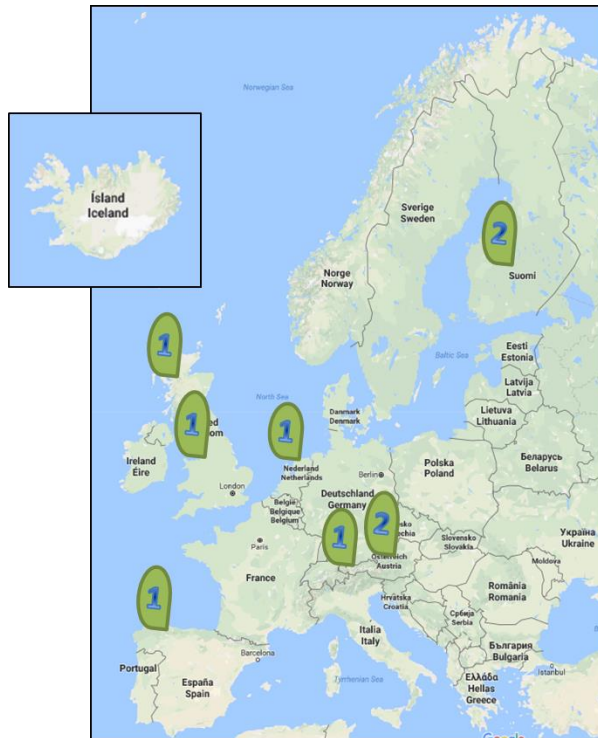 Norwegian Sea
Ísland
Iceland
Sverige
Sweden
2
Suomi
Norge
Norway
1
Eesti
Estonia
Baltic Sea
Latvija
Latvia
North Sea
Danmark
Denmark
Lietuva
Lithuania
1
1
Ireland
Éire
Nederland
Netherlands
Berlin
Polska
Poland
Беларусь
Belarus
London
België
Belgique
Belgium
Deutschland
Germany
1
2
Paris
Slovensko
Slovakia
Україна
Ukraine
Österreich
Austria
Moldova
France
1
Hrvatska
Croatia
România
Romania
Србија
Serbia
Italia
Italy
България
Bulgaria
Portugal
Barcelona
España
Spain
Tyrrhenian Sea
Ελλάδα
Hellas
Greece
Istanbul